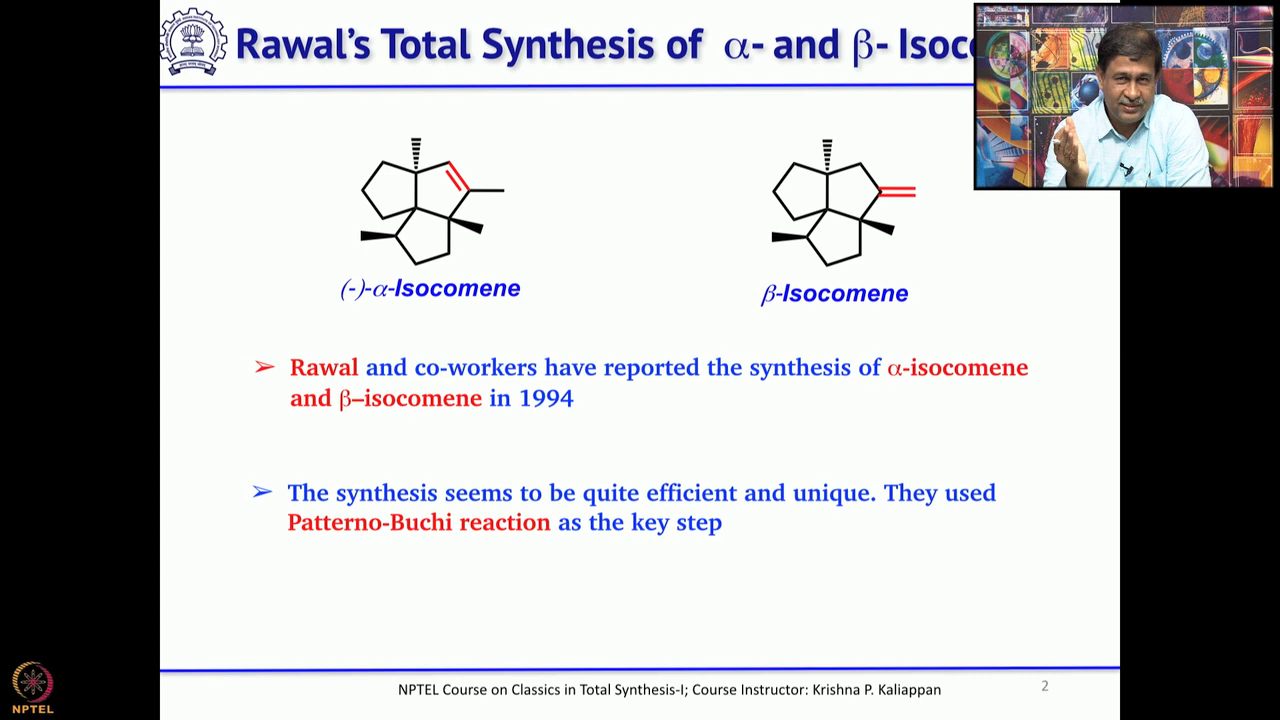 Rawal's Total Synthesis of α- and β- Isoco
(-)-α-Isocomene
β-Isocomene
➢ Rawal and co-workers have reported the synthesis of α-isocomene
and β–isocomene in 1994
➢ The synthesis seems to be quite efficient and unique. They used
Patterno-Buchi reaction as the key step
NPTEL Course on Classics in Total Synthesis-I; Course Instructor: Krishna P. Kaliappan
2
NPTEL